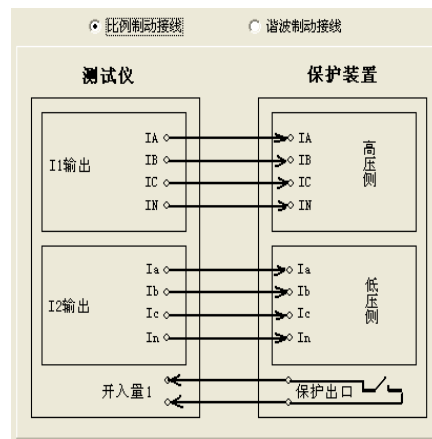 比例制动接线 谐波制动接线
测试仪 保护装置
IA IA
I1输出 IB IB 高压侧
IC IC
IN IN
Ia Ia
I2输出 Ib Ib 低压侧
Ic Ic
In In
开入量1 保护出口